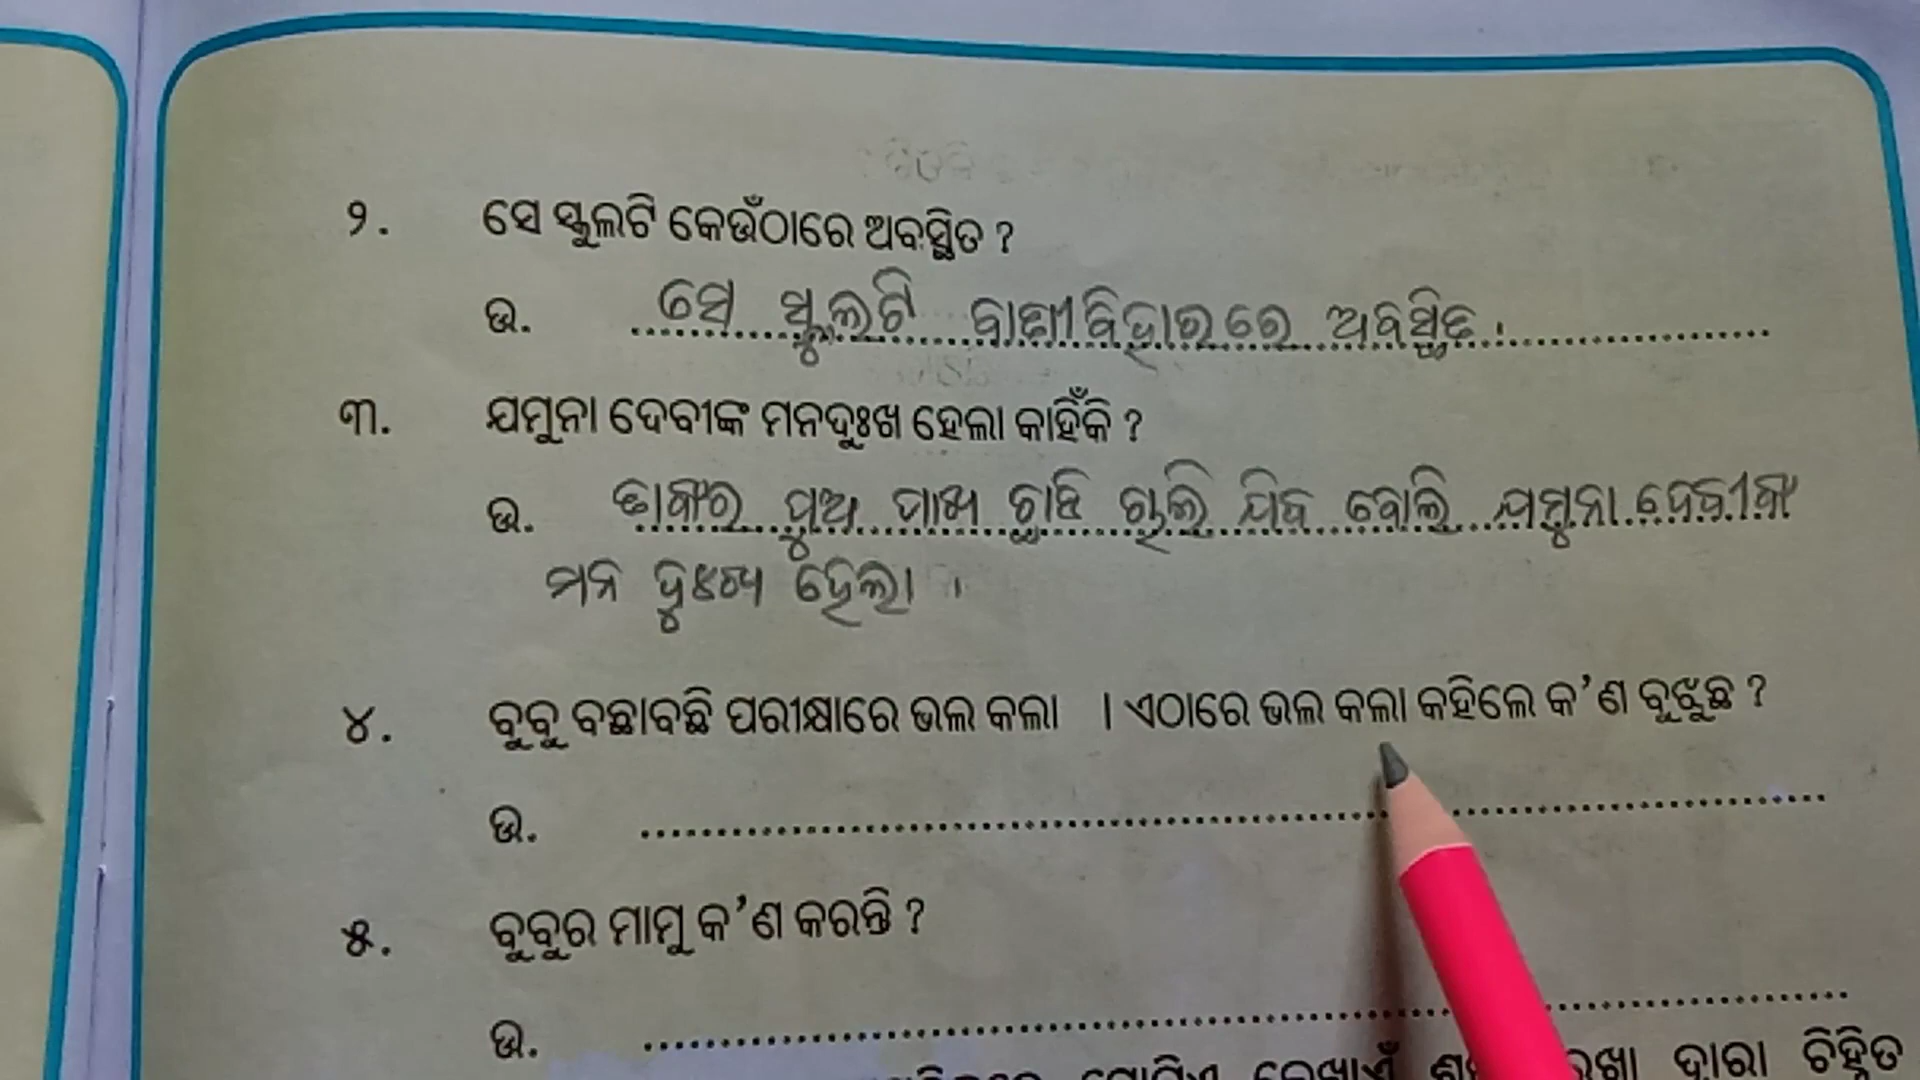 ୨. ସେ ସ୍କୁଲଟି କେଉଁଠାରେ ଅବସ୍ଥିତ ?
ଉ. ସେ ସ୍କୁଲଟି ବାଣୀବିହାରରେ ଅବସ୍ଥିତ ।
୩. ଯମୁନା ଦେବୀଙ୍କ ମନଦୁଃଖ ହେଲା କାହିଁକି ?
ଉ. ତାଙ୍କର ପୁଅ ପାଖ ଛାଡି ଚାଲି ଯିବ ବୋଲି ଯମୁନା ଦେବୀଙ୍କ
ମନ ଦୁଃଖ ହେଲା ।
୪. ବୁବୁ ବଛାବଛି ପରୀକ୍ଷାରେ ଭଲ କଲା । ଏଠାରେ ଭଲ କଲା କହିଲେ କ'ଣ ବୁଝୁଛ ?
ଉ.
୫. ବୁବୁର ମାମୁ କ'ଣ କରନ୍ତି ?
ଉ.
ଦ୍ୱାରା ଚିହ୍ନିତ